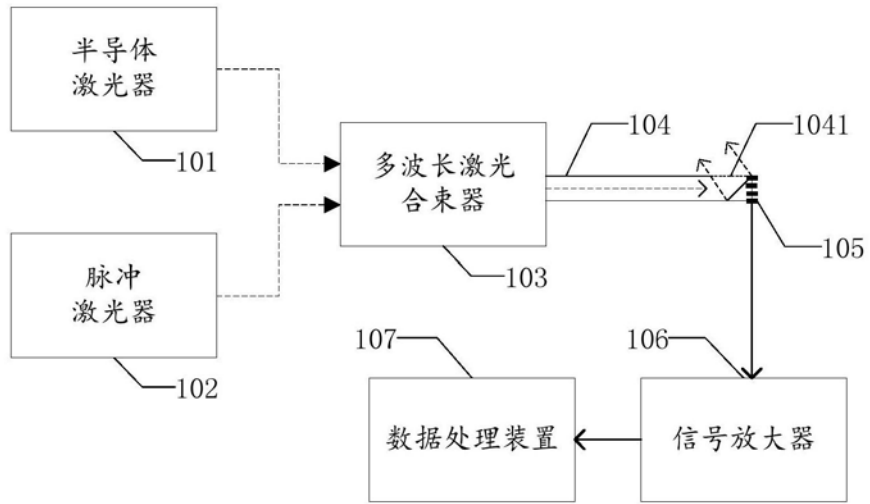 半导体
激光器
101
脉冲
激光器
102
多波长激光
合束器
103
104
1041
105
106
信号放大器
107
数据处理装置